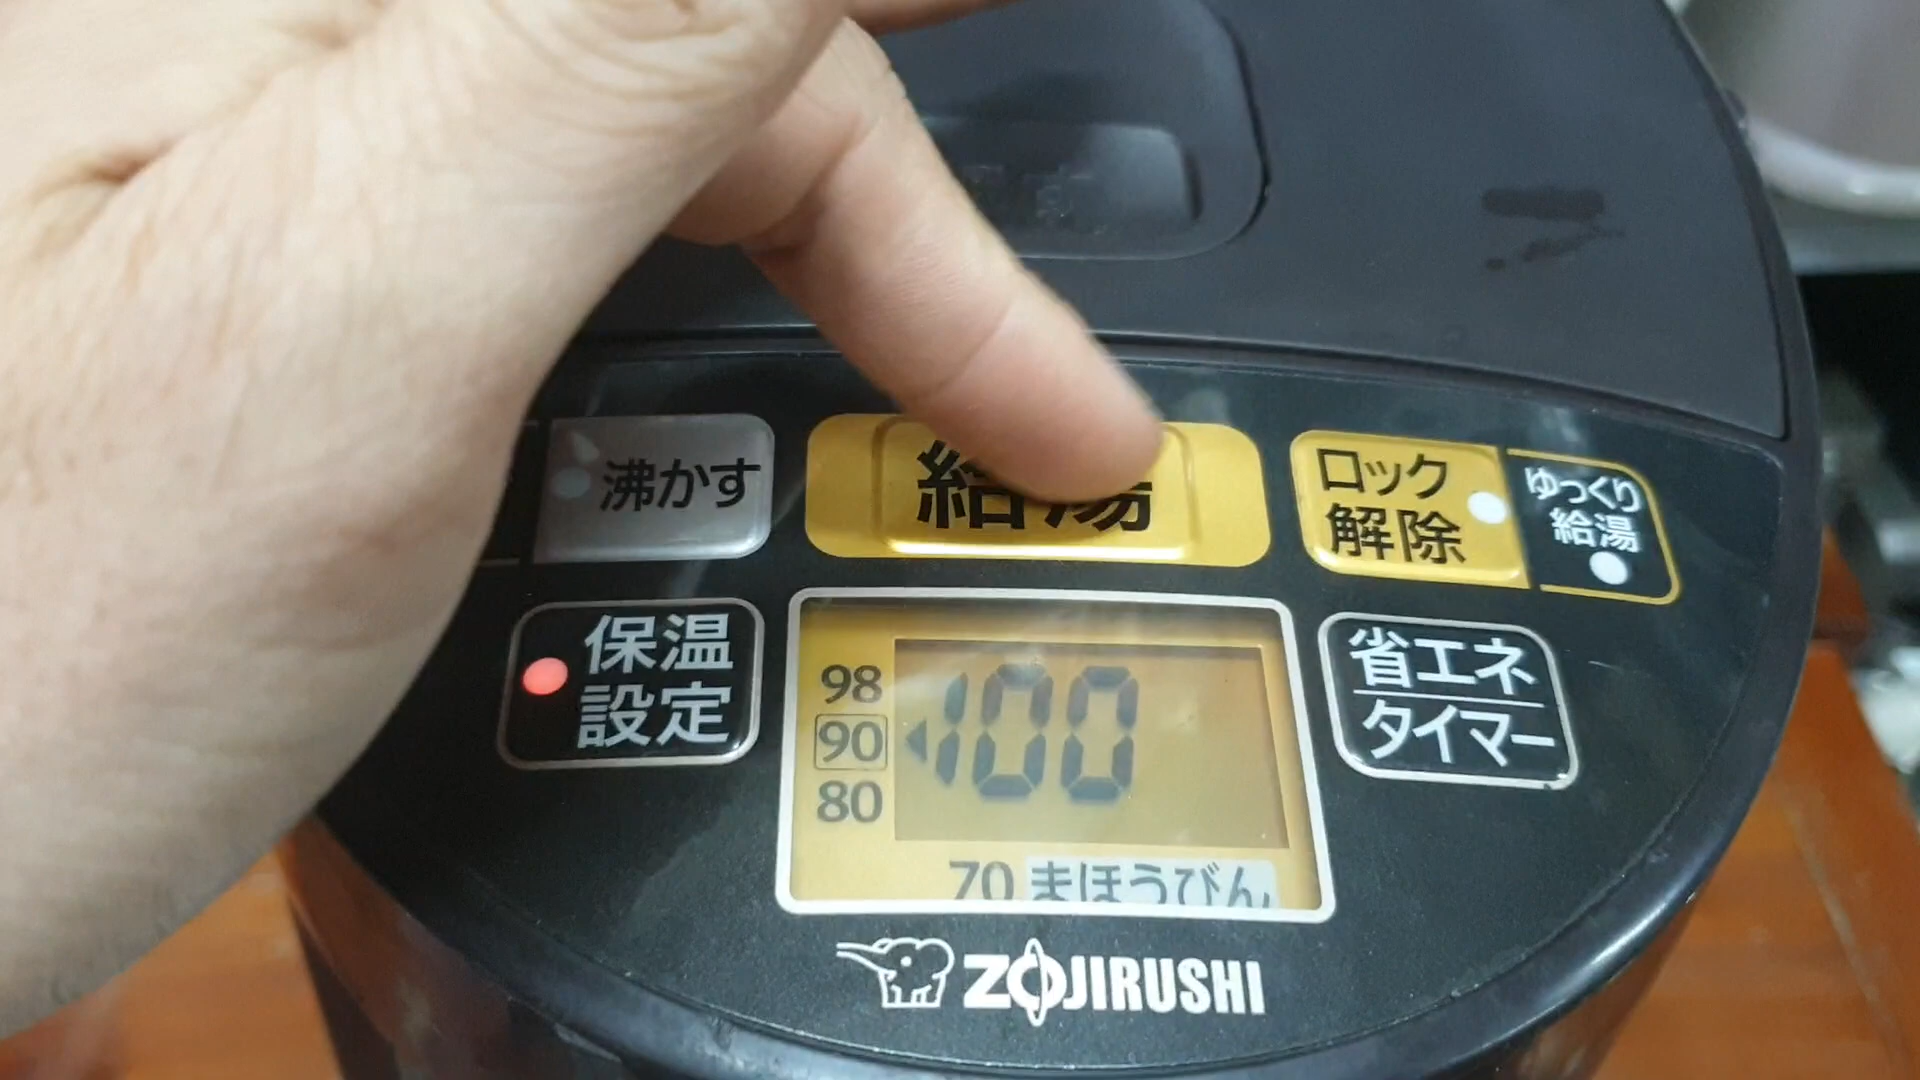 沸かす
給湯
ロック
解除
ゆっくり
給湯
保温
設定
98
90
80
100
70 まほうびん
省エネ
タイマー
ZOJIRUSHI